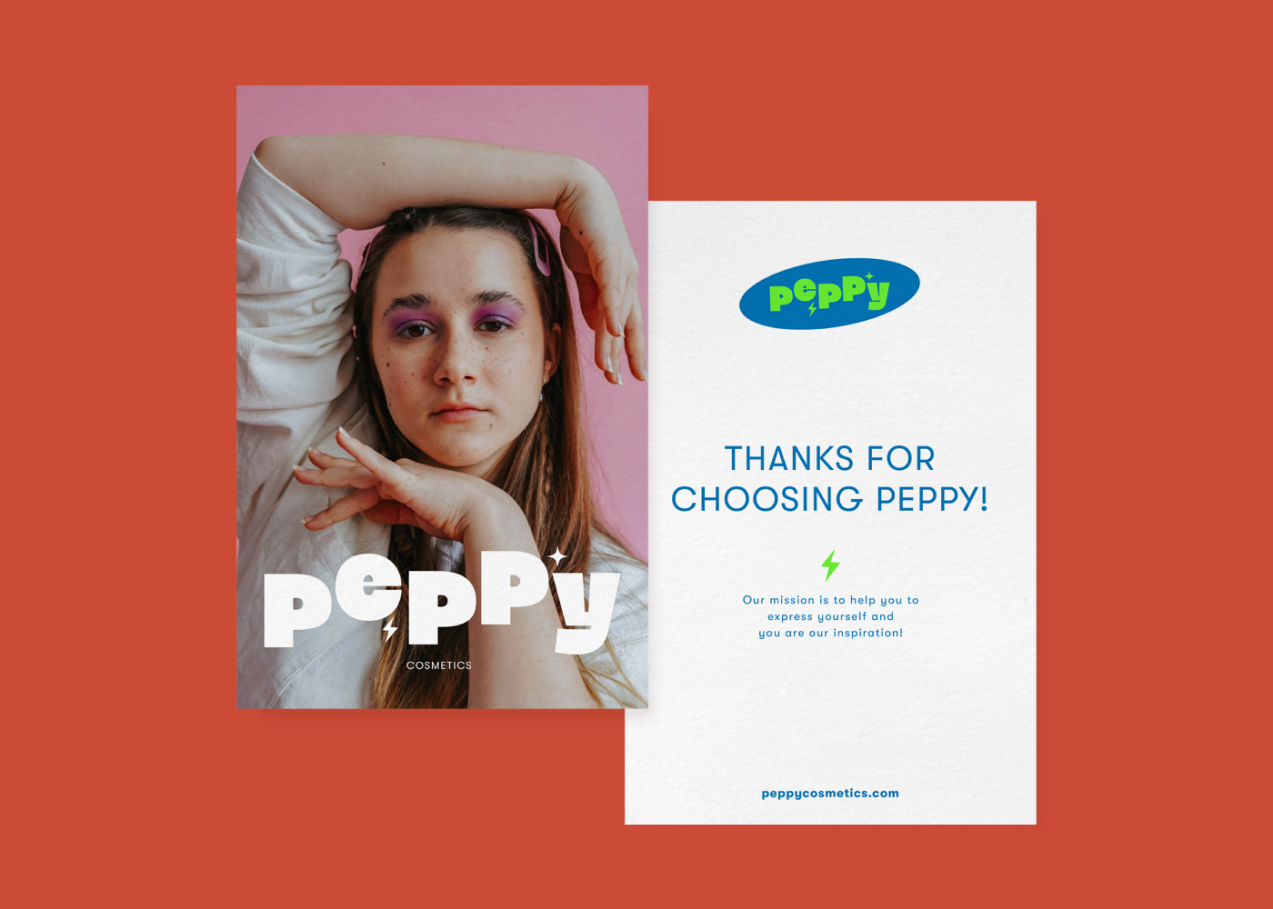 peppy
COSMETICS
peppy
THANKS FOR
CHOOSING PEPPY!
Our mission is to help you to
express yourself and
you are our inspiration!
peppycosmetics.com